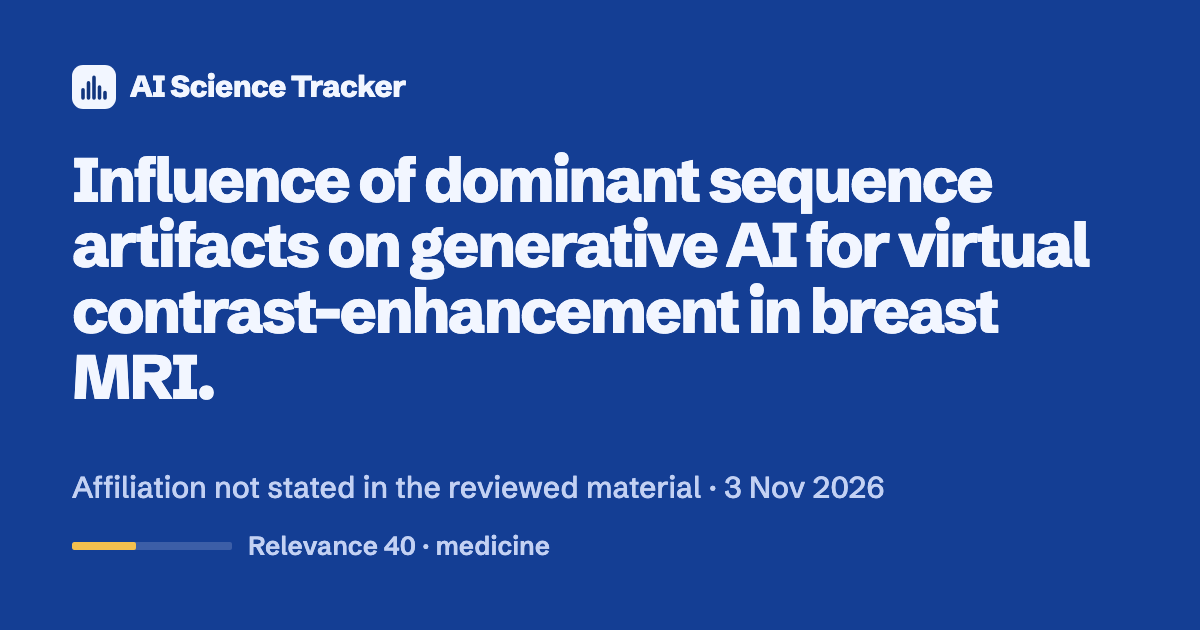 AI Science Tracker
Influence of dominant sequence
artifacts on generative AI for virtual
contrast-enhancement in breast
MRI.
Affiliation not stated in the reviewed material · 3 Nov 2026
Relevance 40 · medicine